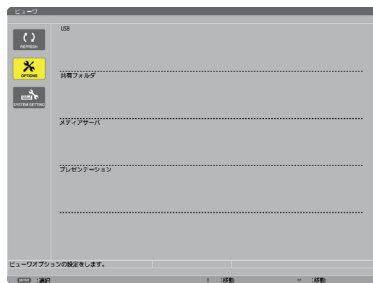 ビューワ
USB
REFRESH
OPTIONS
共有フォルダ
SYSTEM SETTING
メディアサーバ
プレゼンテーション
ビューワオプションの設定をします。
ENTER :選択 :移動 :移動